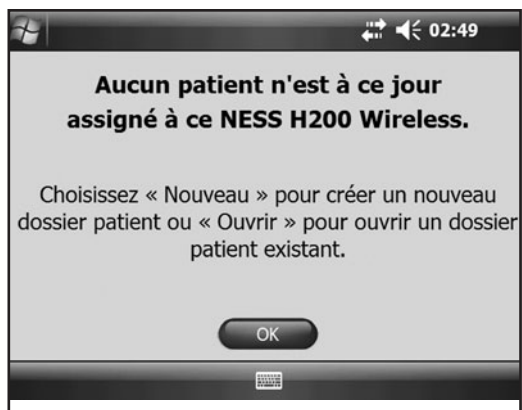 02:49
Aucun patient n'est à ce jour
assigné à ce NESS H200 Wireless.
Choisissez « Nouveau » pour créer un nouveau
dossier patient ou « Ouvrir » pour ouvrir un dossier
patient existant.
OK